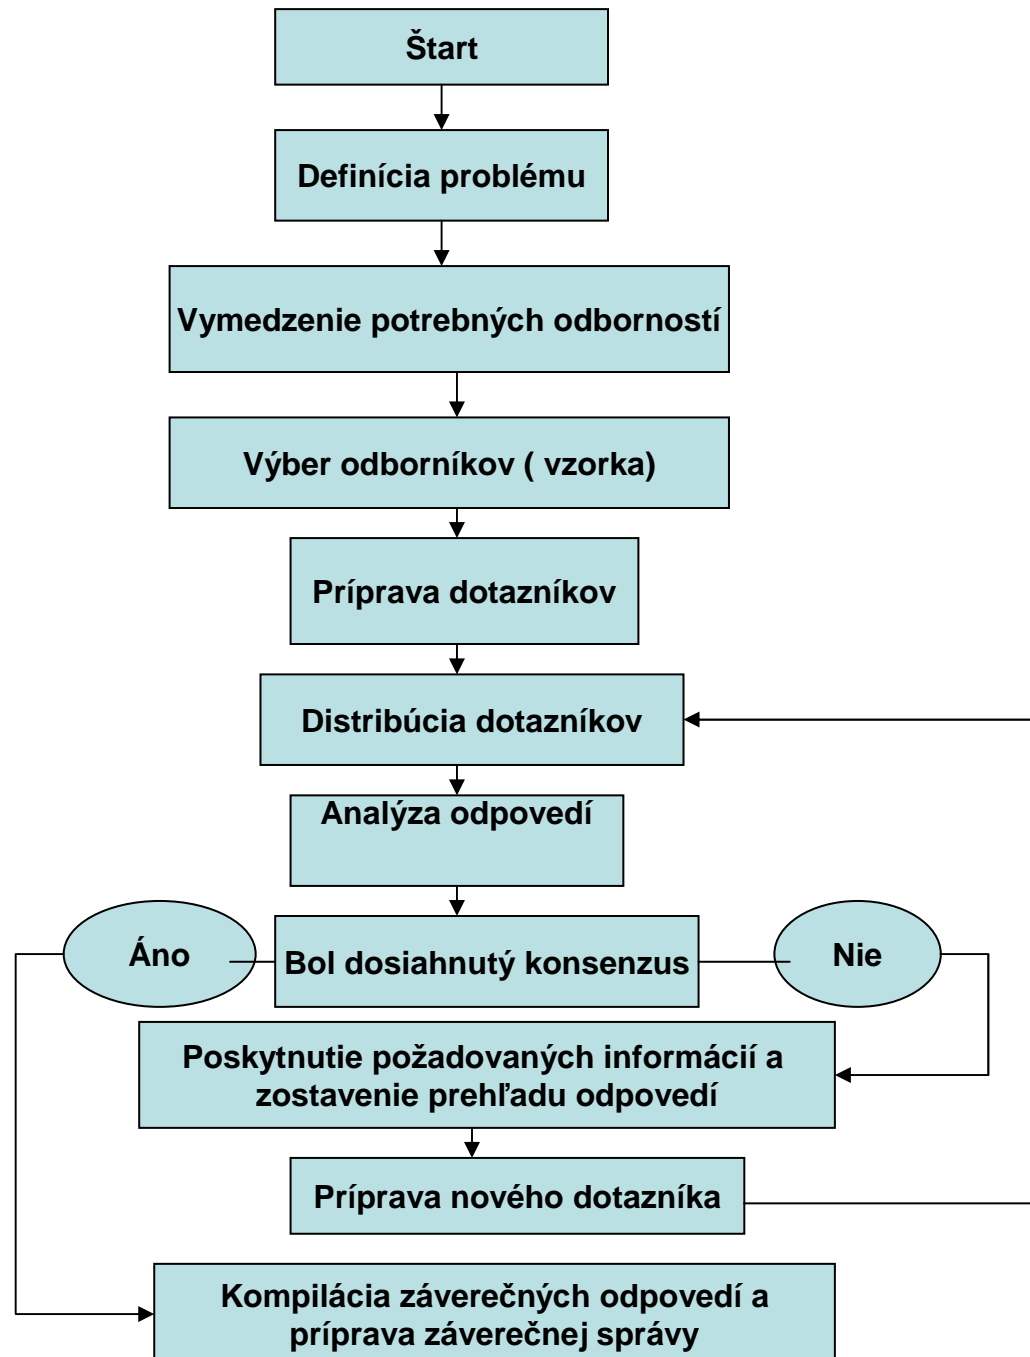 Štart
Definícia problému
Vymedzenie potrebných odborností
Výber odborníkov ( vzorka)
Príprava dotazníkov
Distribúcia dotazníkov
Analýza odpovedí
Áno
Bol dosiahnutý konsenzus
Nie
Poskytnutie požadovaných informácií a
zostavenie prehľadu odpovedí
Príprava nového dotazníka
Kompilácia záverečných odpovedí a
príprava záverečnej správy